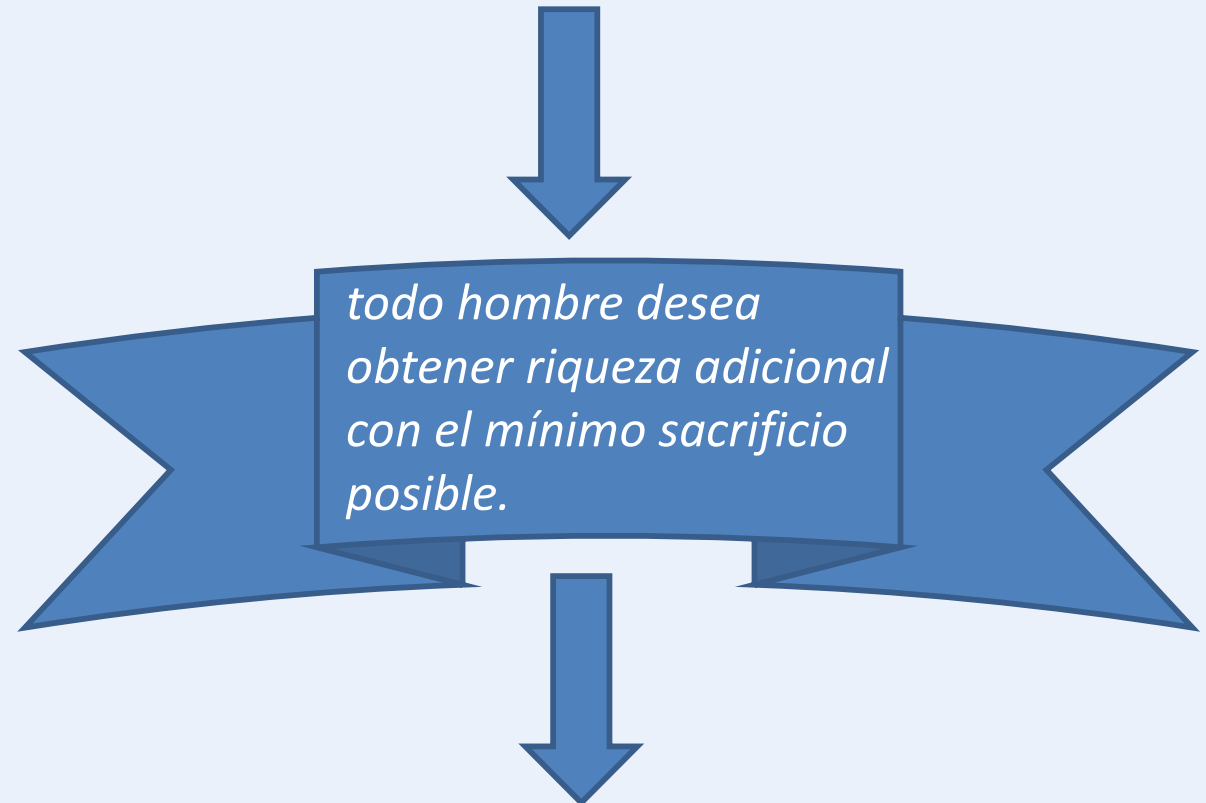 todo hombre desea
obtener riqueza adicional
con el mínimo sacrificio
posible.